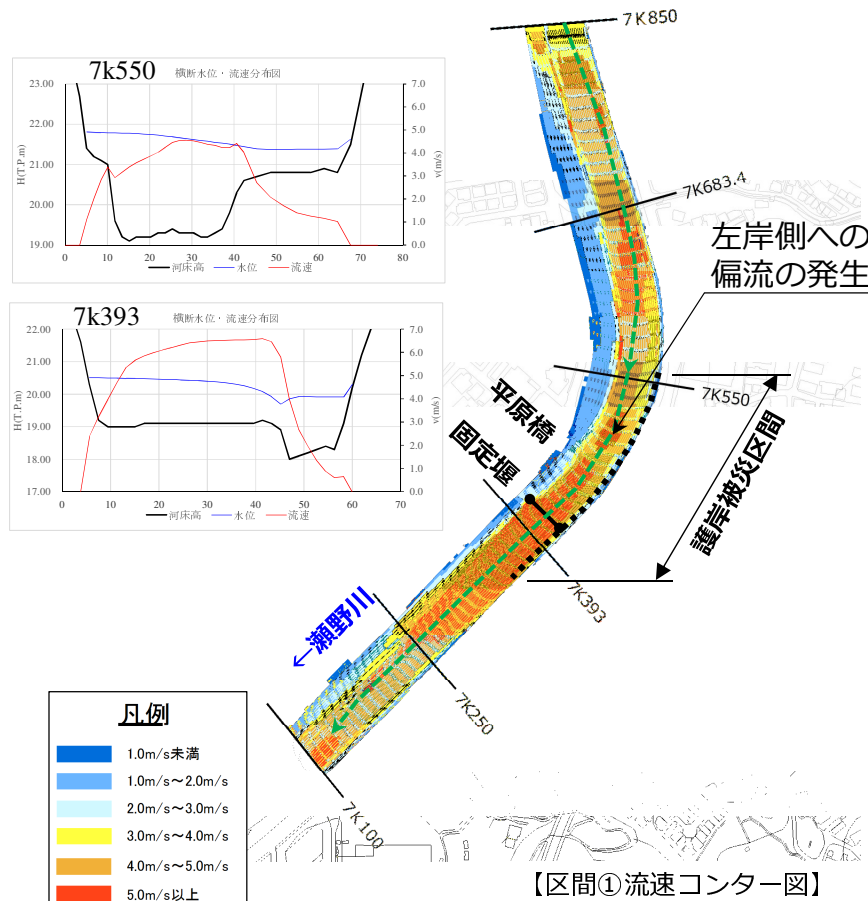 7k550
横断水位・流速分布図
23.00
22.00
21.00
20.00
19.00
H(T.P.m)
7.0
6.0
5.0
4.0
3.0
2.0
1.0
0.0
v(m/s)
0 10 20 30 40 50 60 70 80
河床高 水位 流速
7k393
横断水位・流速分布図
22.00
21.00
20.00
19.00
18.00
17.00
H(T.P.m)
7.0
6.0
5.0
4.0
3.0
2.0
1.0
0.0
v(m/s)
0 10 20 30 40 50 60 70
河床高 水位 流速
7K850
7K683.4
左岸側への
偏流の発生
7K550
平原橋
固定堰
護岸被災区間
7K393
←瀬野川
7K250
7K100
凡例
1.0m/s未満
1.0m/s～2.0m/s
2.0m/s～3.0m/s
3.0m/s～4.0m/s
4.0m/s～5.0m/s
5.0m/s以上
【区間①流速コンター図】